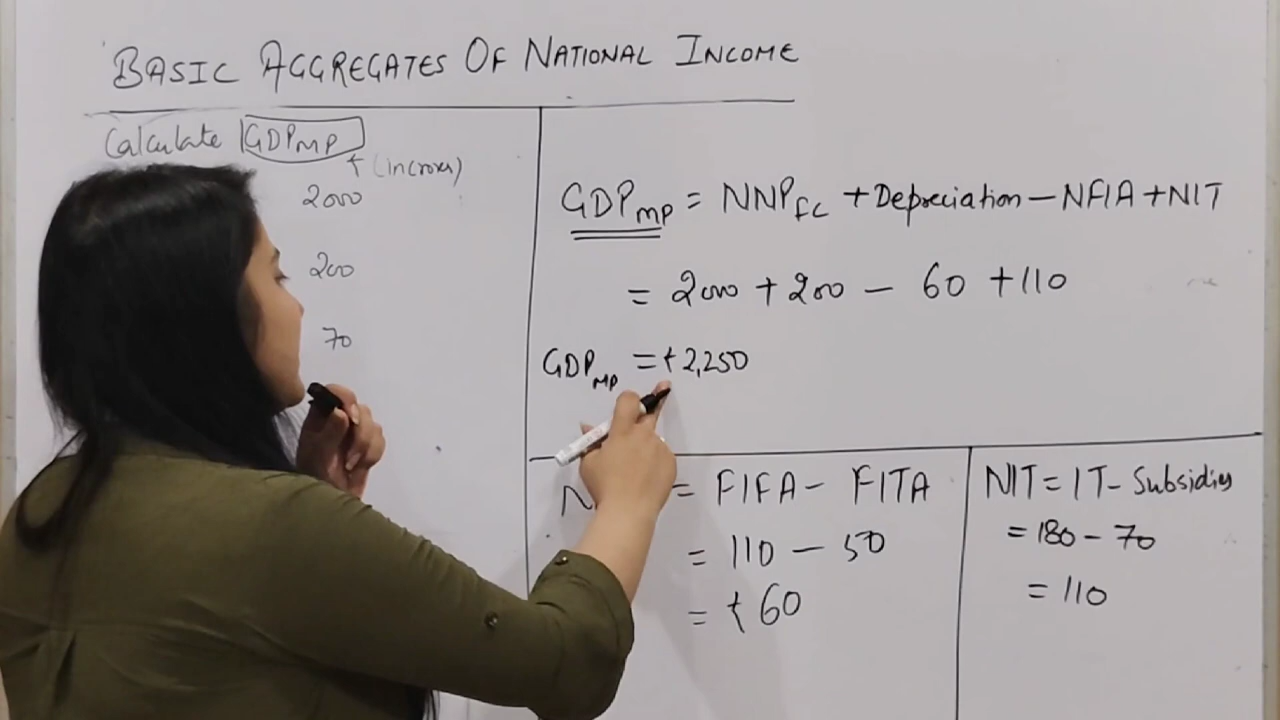 BASIC AGGREGATES OF NATIONAL INCOME
Calculate GDPMP
₹ (in crores)
2000
200
70
GDPMP = NNPFC + Depreciation - NFIA + NIT
= 2000 + 200 - 60 + 110
GDPMP = ₹ 2,250
N = FIFA - FITA
= 110 - 50
= ₹ 60
NIT = IT - Subsidies
= 180 - 70
= 110